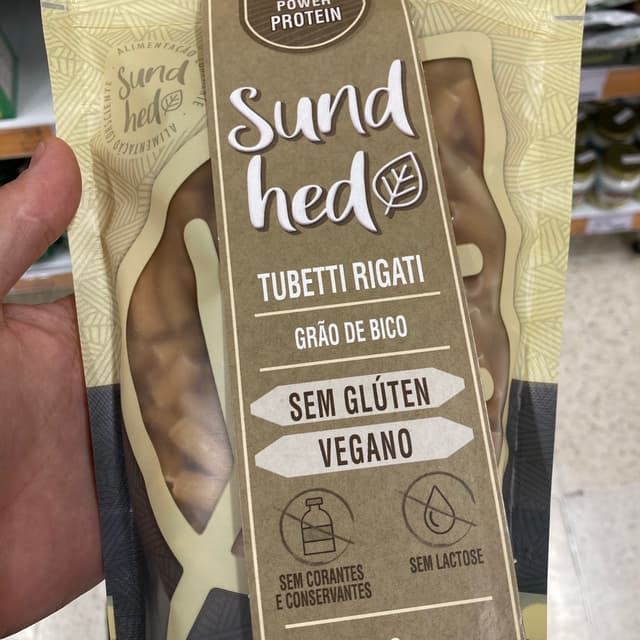 POWER
PROTEIN
sund
hed
TUBETTI RIGATI
GRÃO DE BICO
SEM GLÚTEN
VEGANO
SEM CORANTES
E CONSERVANTES
SEM LACTOSE
sund
hed